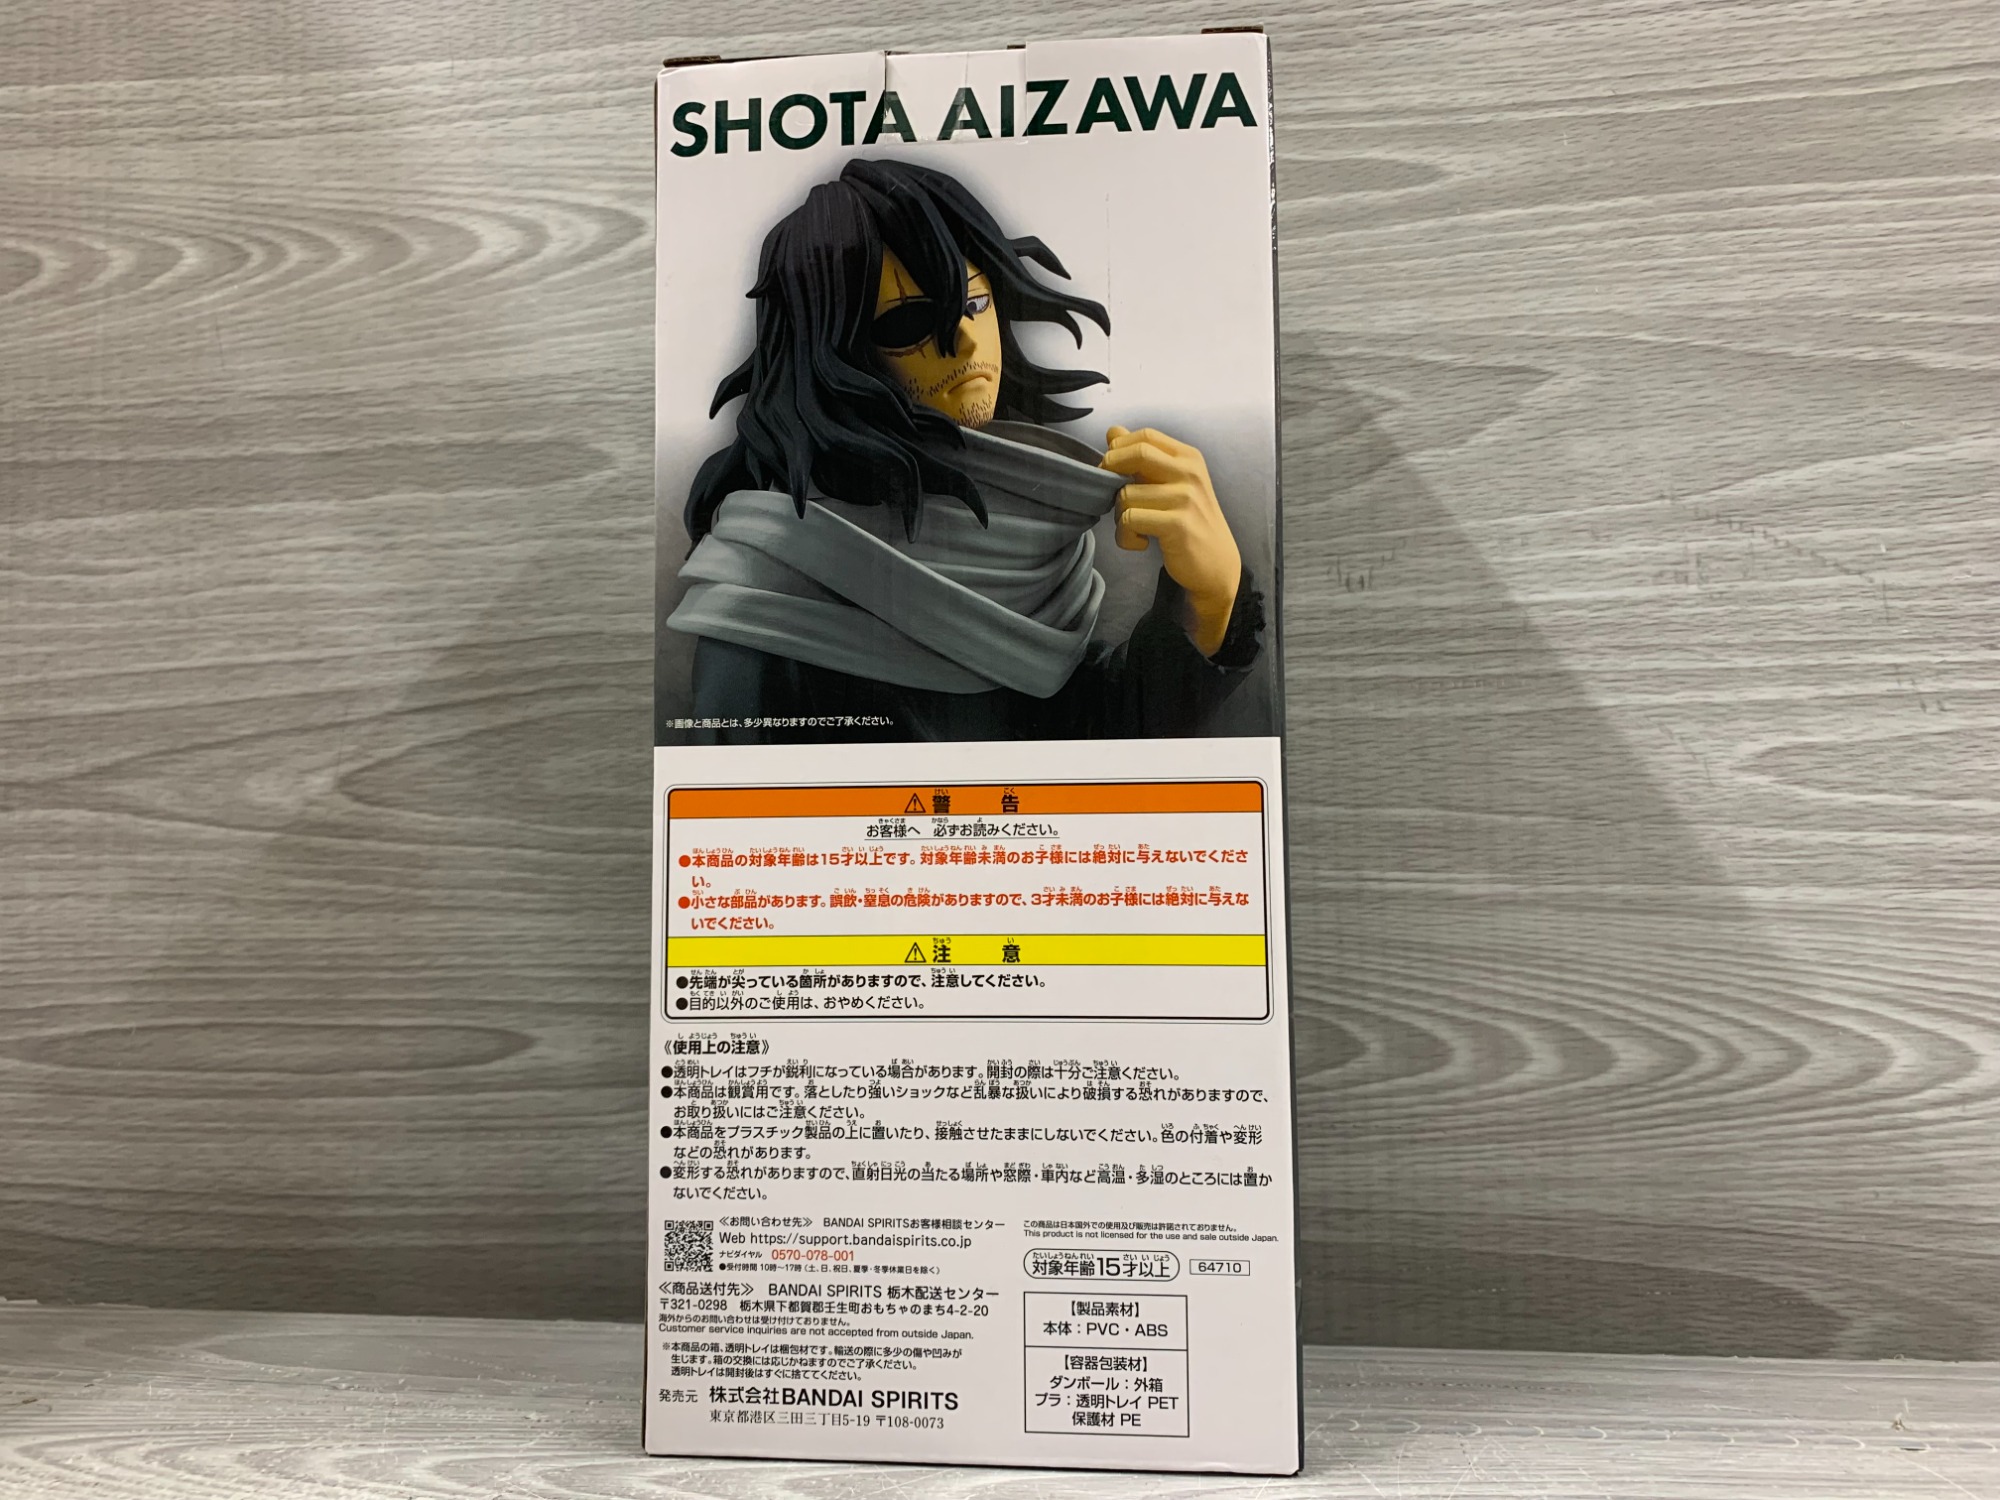 SHOTA AIZAWA
※画像と商品とは、多少異なりますのでご了承ください。
⚠警告
お客様へ 必ずお読みください。
●本商品の対象年齢は15才以上です。対象年齢未満のお子様には絶対に与えないでくださ
い。
●小さな部品があります。誤飲・窒息の危険がありますので、3才未満のお子様には絶対に与えな
いでください。
⚠注意
●先端が尖っている箇所がありますので、注意してください。
●目的以外のご使用は、おやめください。
《使用上の注意》
●透明トレイはフチが鋭利になっている場合があります。開封の際は十分ご注意ください。
●本商品は観賞用です。落としたり強いショックなど乱暴な扱いにより破損する恐れがありますので、
お取り扱いにはご注意ください。
●本商品をプラスチック製品の上に置いたり、接触させたままにしないでください。色の付着や変形
などの恐れがあります。
●変形する恐れがありますので、直射日光の当たる場所や窓際・車内など高温・多湿のところには置か
ないでください。
≪お問い合わせ先≫ BANDAI SPIRITSお客様相談センター
Web https://support.bandaispirits.co.jp
ナビダイヤル 0570-078-001
●受付時間 10時～17時（土、日、祝日、夏季・冬季休業日を除く）
≪商品送付先≫ BANDAI SPIRITS 栃木配送センター
〒321-0298 栃木県下都賀郡壬生町おもちゃのまち4-2-20
海外からのお問い合わせは受け付けておりません。
Customer service inquiries are not accepted from outside Japan.
※本商品の箱、透明トレイは梱包材です。輸送の際に多少の傷や凹みが
生じます。箱の交換には応じかねますのでご了承ください。
透明トレイは開封後はすぐに捨ててください。
発売元 株式会社BANDAI SPIRITS
東京都港区三田三丁目5-19 〒108-0073
この商品は日本国外での使用及び販売は許諾されておりません。
This product is not licensed for the use and sale outside Japan.
対象年齢15才以上 64710
【製品素材】
本体：PVC・ABS
【容器包装材】
ダンボール：外箱
プラ：透明トレイ PET
保護材 PE